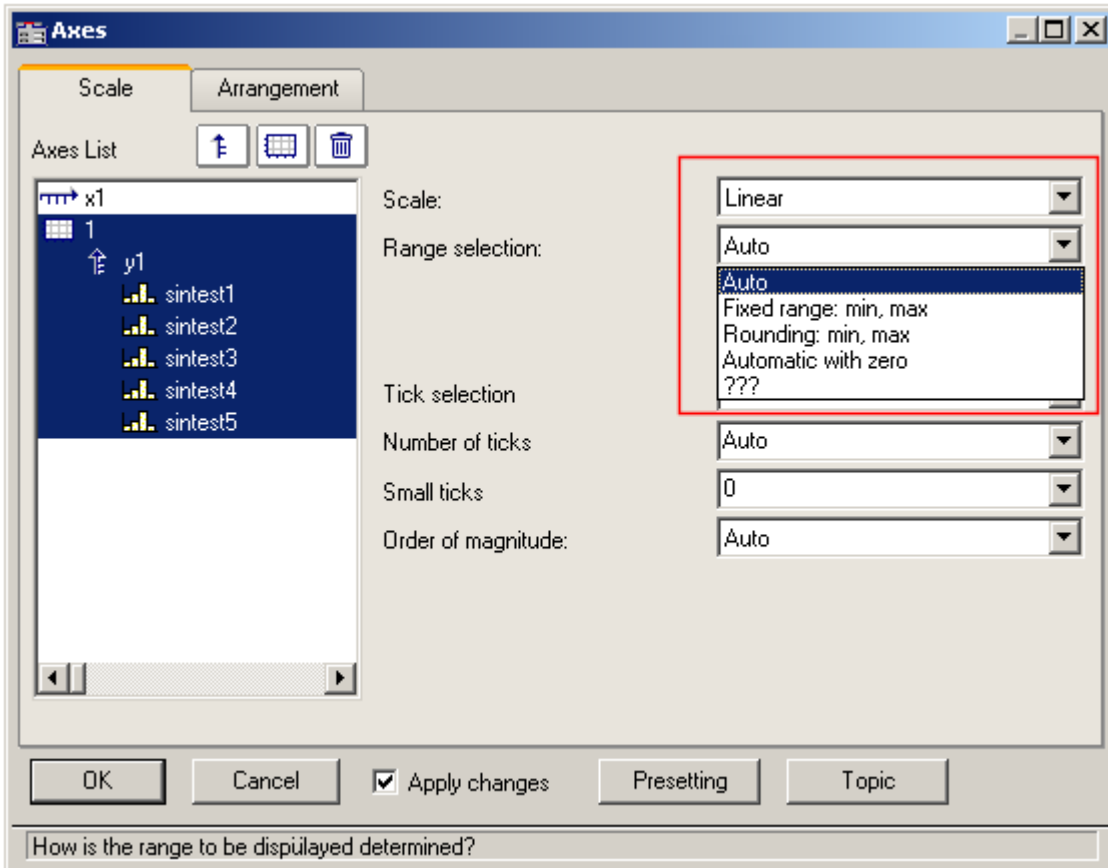 Axes
Scale Arrangement
Axes List
x1
Scale: Linear
1
Range selection: Auto
y1
Auto
sintest1
Fixed range: min, max
sintest2
Rounding: min, max
sintest3
Automatic with zero
sintest4
???
Tick selection
sintest5
Number of ticks Auto
Small ticks 0
Order of magnitude: Auto
OK Cancel Apply changes Presetting Topic
How is the range to be dispülayed determined?